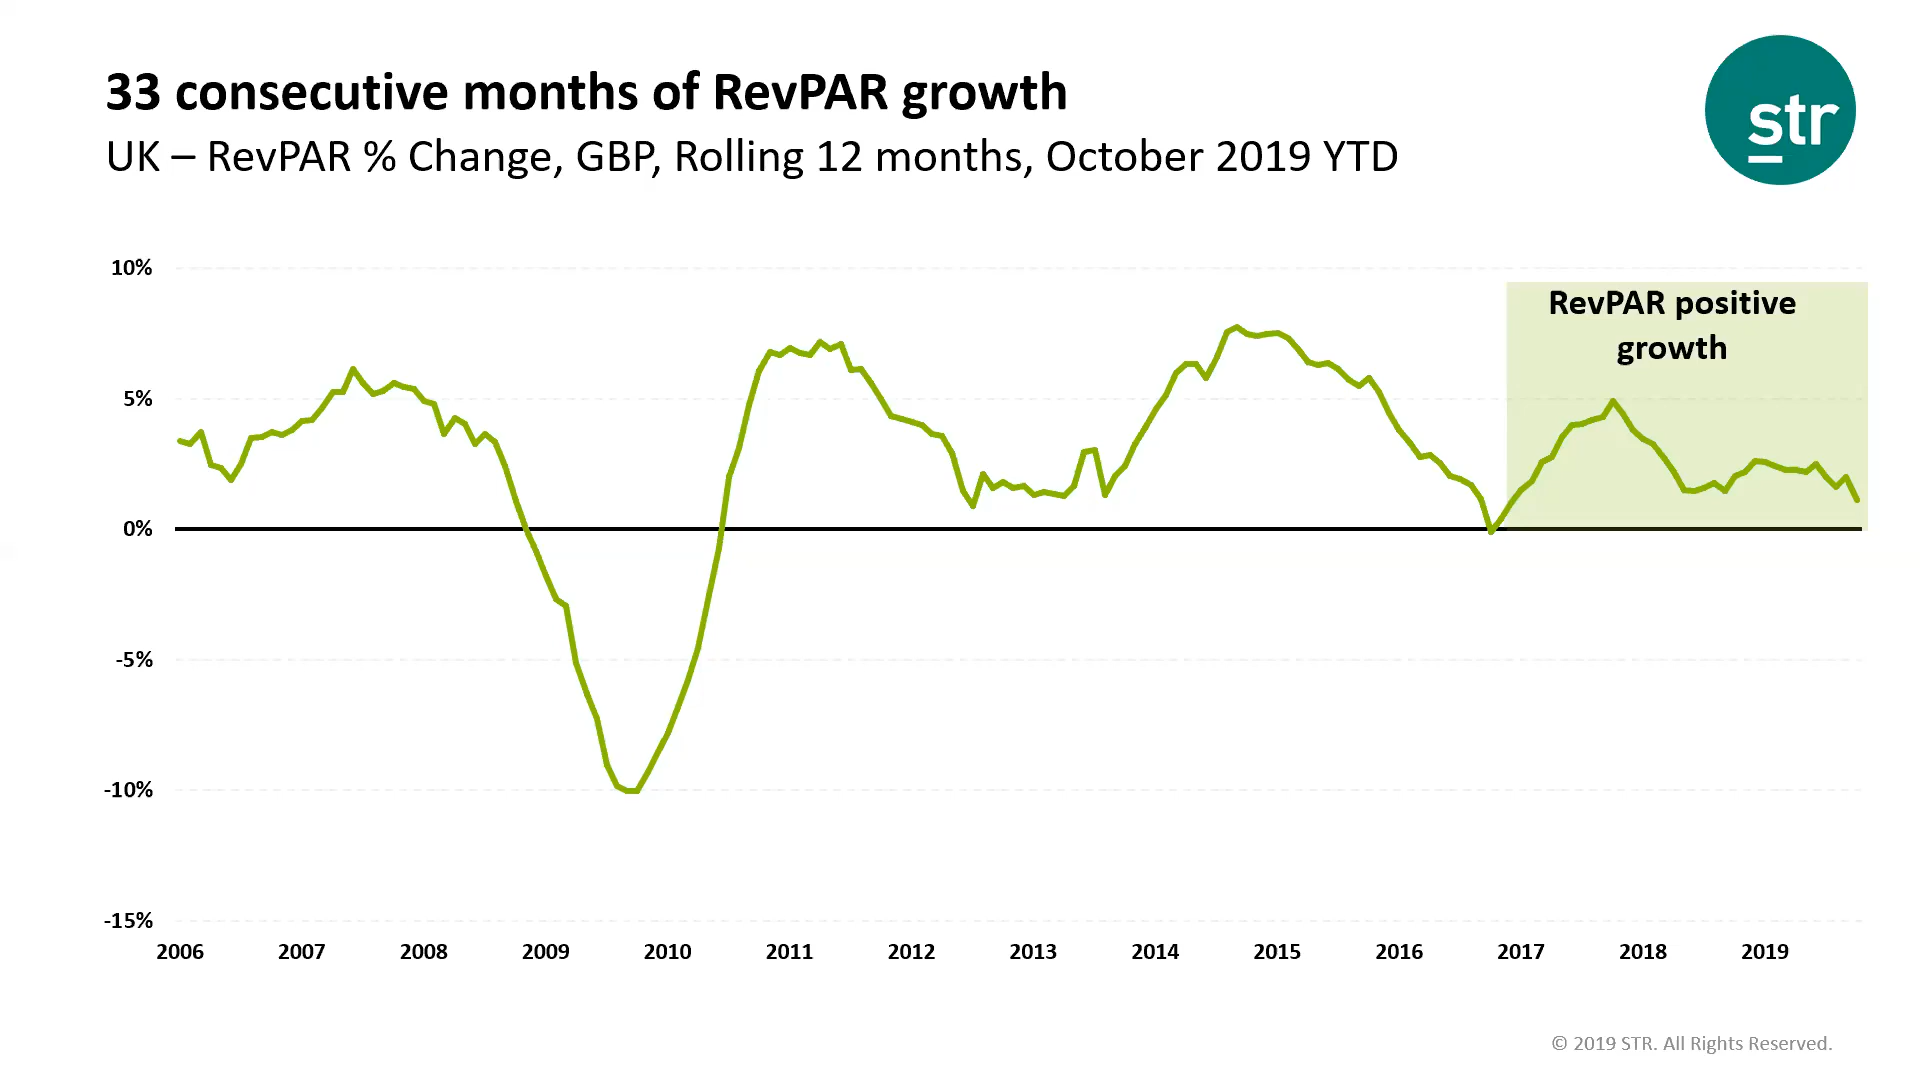 33 consecutive months of RevPAR growth
UK – RevPAR % Change, GBP, Rolling 12 months, October 2019 YTD
str
10%
RevPAR positive
growth
5%
0%
-5%
-10%
-15%
2006 2007 2008 2009 2010 2011 2012 2013 2014 2015 2016 2017 2018 2019
© 2019 STR. All Rights Reserved.